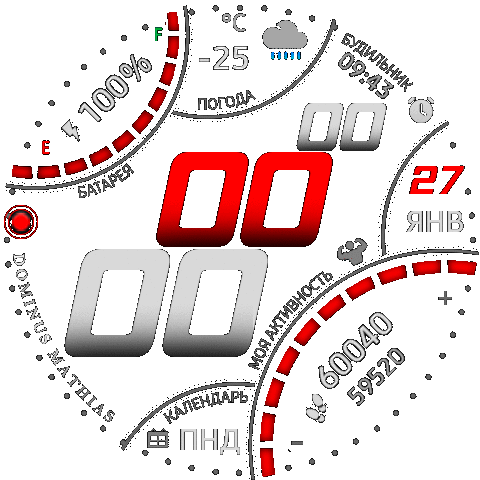 °C
-25
ПОГОДА
F
100%
E
БАТАРЕЯ
БУДИЛЬНИК
09:43
00
00
00
27
ЯНВ
DOMINUS MATHIAS
МОЯ АКТИВНОСТЬ
+
60040
59520
-
КАЛЕНДАРЬ
ПНД